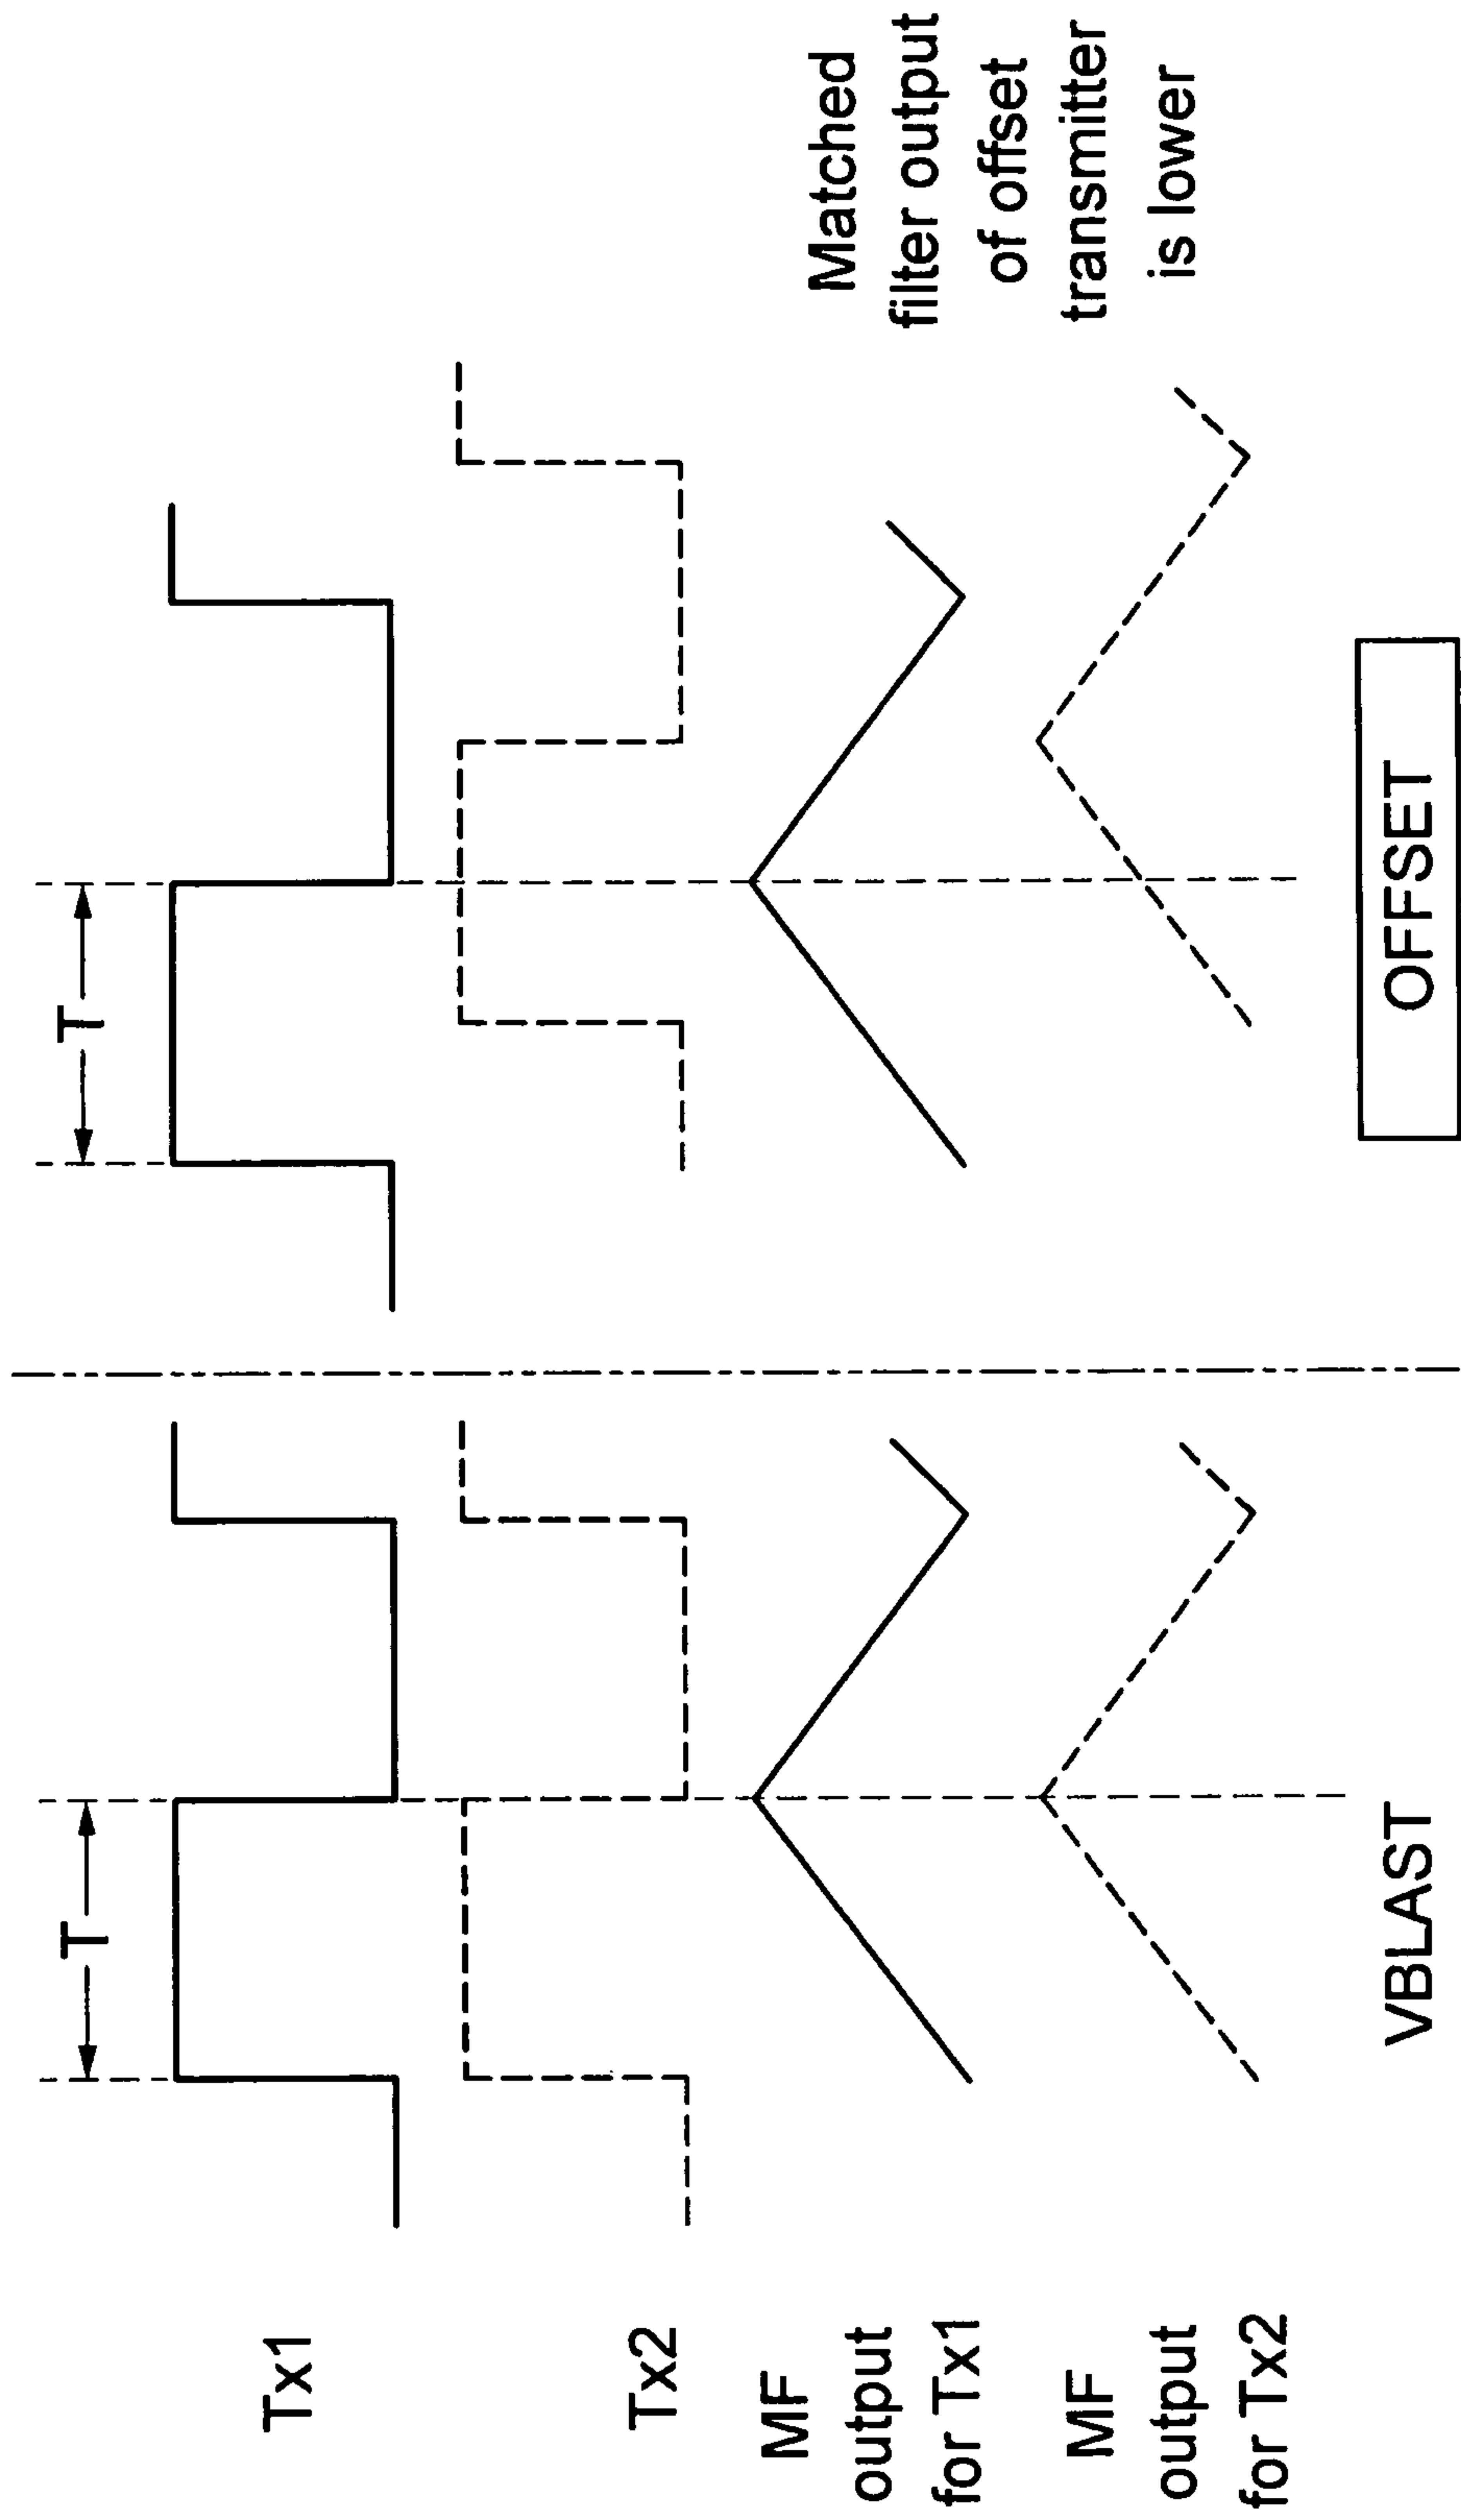 T
T
Tx1
Tx2
MF
output
for Tx1
MF
output
for Tx2
Matched
filter output
of offset
transmitter
is lower
VBLAST
OFFSET